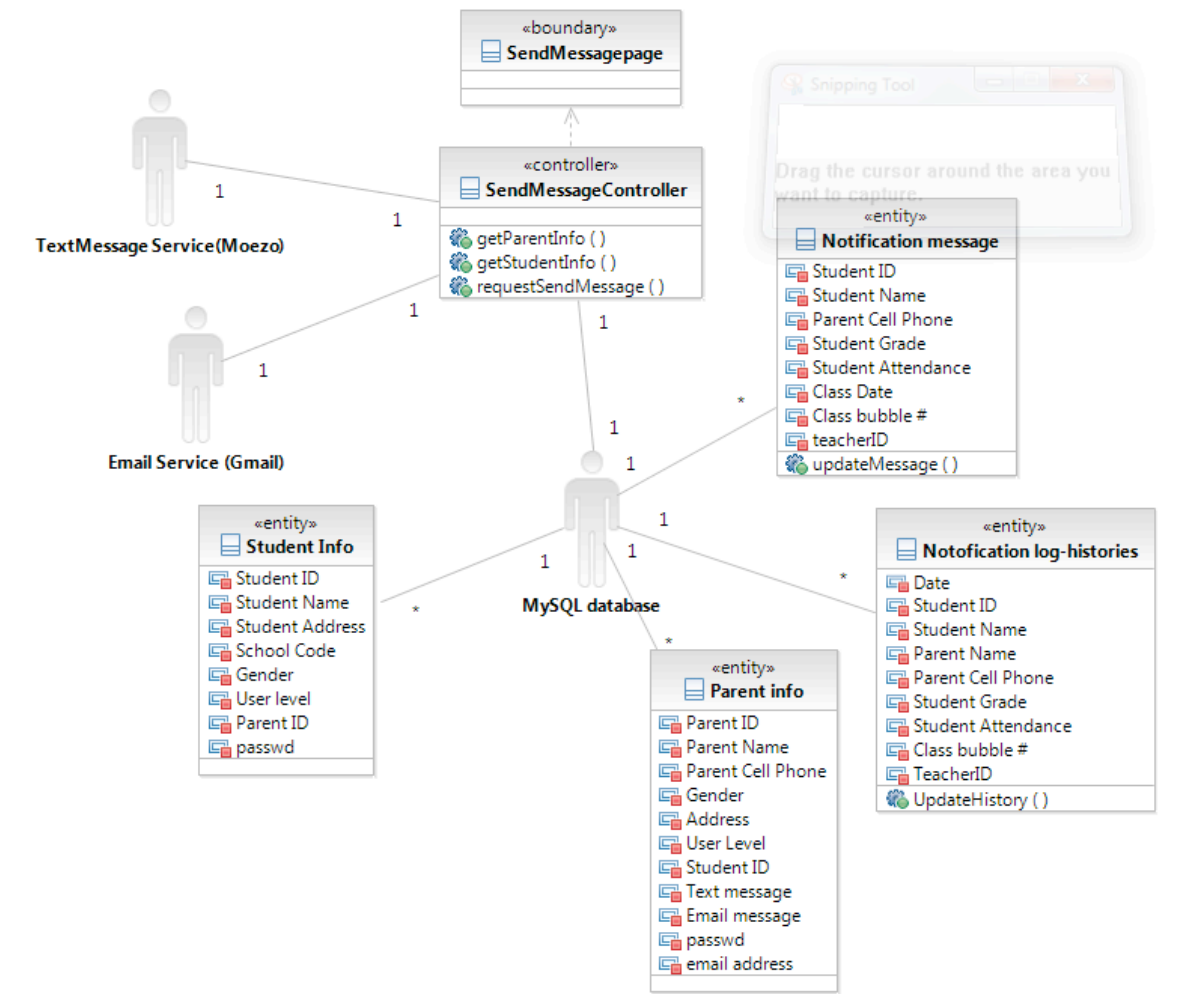 «boundary»
SendMessagepage
Snipping Tool
Drag the cursor around the area you
want to capture.
«controller»
SendMessageController
getParentInfo ( )
getStudentInfo ( )
requestSendMessage ( )
1
1
TextMessage Service(Moezo)
1
1
Email Service (Gmail)
«entity»
Notification message
Student ID
Student Name
Parent Cell Phone
Student Grade
Student Attendance
Class Date
Class bubble #
teacherID
updateMessage ( )
1
1
*
1
MySQL database
«entity»
Student Info
Student ID
Student Name
Student Address
School Code
Gender
User level
Parent ID
passwd
1
*
1
*
1
*
«entity»
Notofication log-histories
Date
Student ID
Student Name
Parent Name
Parent Cell Phone
Student Grade
Student Attendance
Class bubble #
TeacherID
UpdateHistory ( )
«entity»
Parent info
Parent ID
Parent Name
Parent Cell Phone
Gender
Address
User Level
Student ID
Text message
Email message
passwd
email address